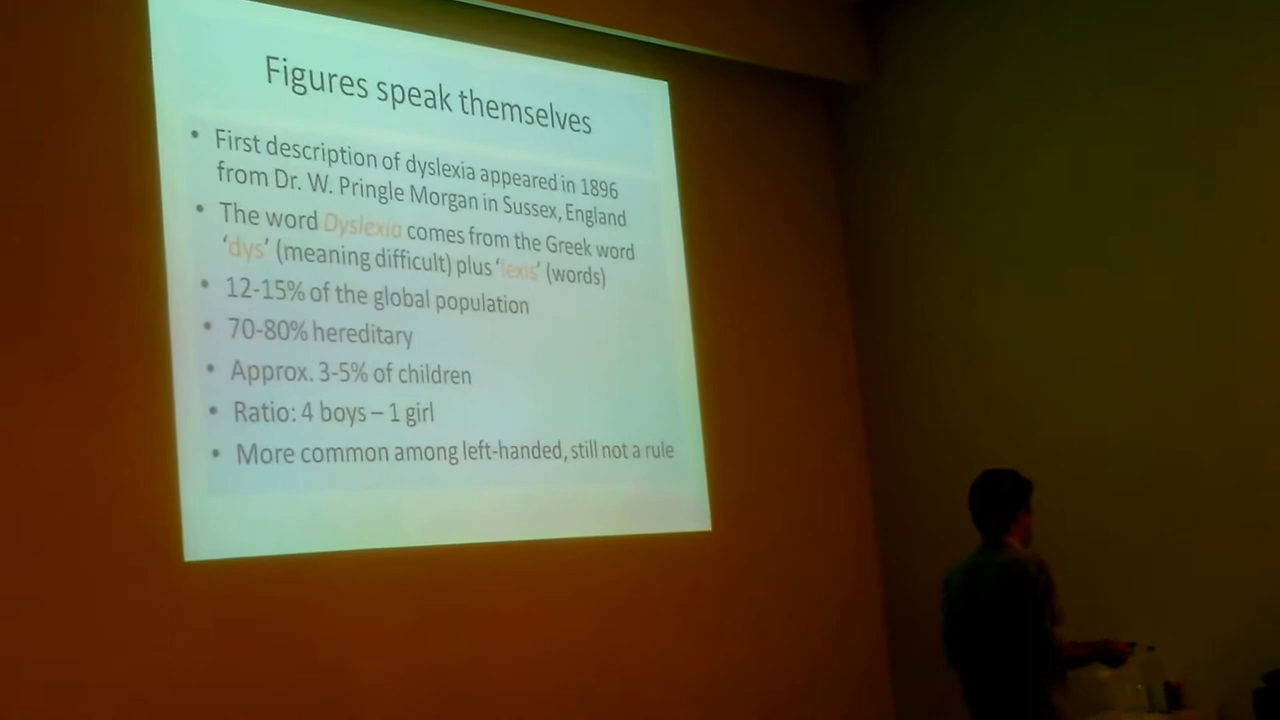 Figures speak themselves
• First description of dyslexia appeared in 1896
from Dr. W. Pringle Morgan in Sussex, England
• The word Dyslexia comes from the Greek word
‘dys’ (meaning difficult) plus ‘lexis’ (words)
• 12-15% of the global population
• 70-80% hereditary
• Approx. 3-5% of children
• Ratio: 4 boys – 1 girl
• More common among left-handed, still not a rule